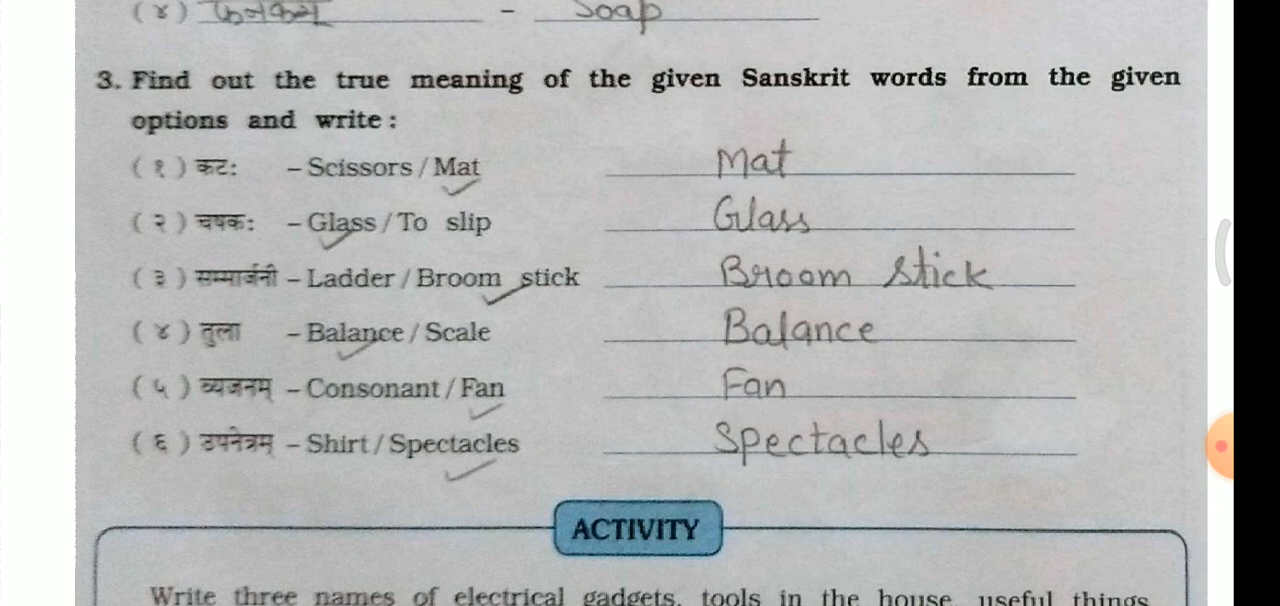 (४) फेनकम् - Soap
3. Find out the true meaning of the given Sanskrit words from the given
options and write :
(१) कटः – Scissors / Mat Mat
(२) चषकः – Glass / To slip Glass
(३) सम्मार्जनी – Ladder / Broom stick Broom stick
(४) तुला – Balance / Scale Balance
(५) व्यजनम् – Consonant / Fan Fan
(६) उपनेत्रम् – Shirt / Spectacles Spectacles
ACTIVITY
Write three names of electrical gadgets, tools in the house, useful things